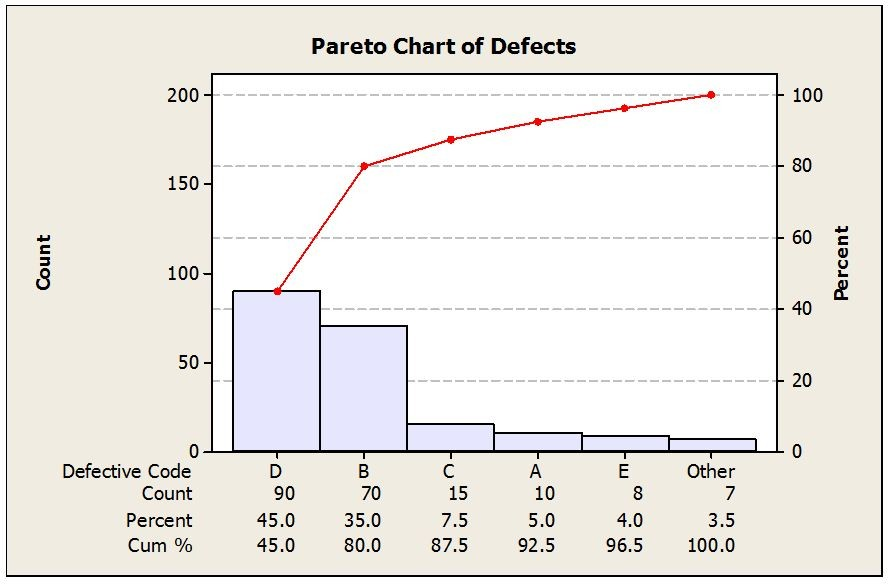 Pareto Chart of Defects
200
150
100
50
0
Count
100
80
60
40
20
0
Percent
Defective Code D B C A E Other
Count 90 70 15 10 8 7
Percent 45.0 35.0 7.5 5.0 4.0 3.5
Cum % 45.0 80.0 87.5 92.5 96.5 100.0